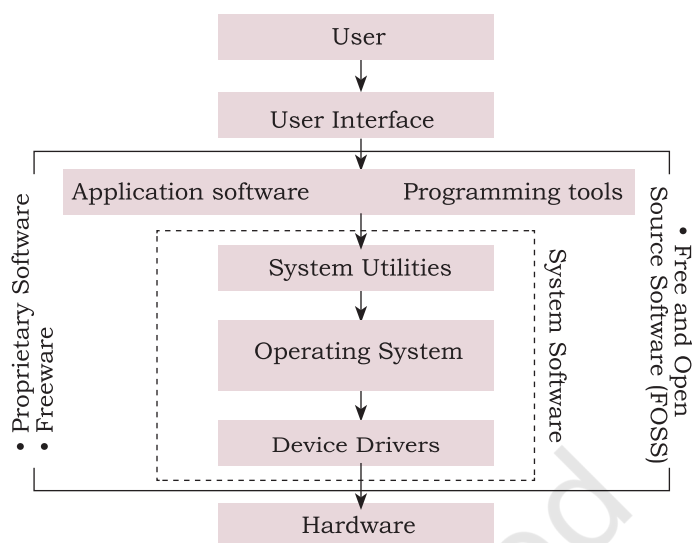 User
User Interface
Application software
Programming tools
System Utilities
Operating System
Device Drivers
System Software
Hardware
• Proprietary Software
• Freeware
• Free and Open
Source Software (FOSS)